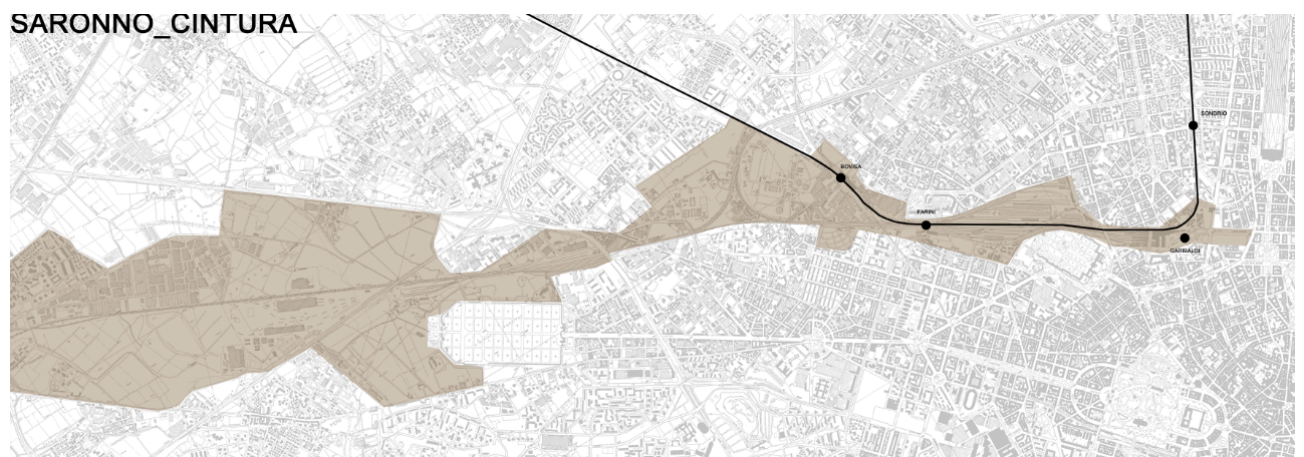 SARONNO_CINTURA
SONDRIO
BOVISA
FARINI
GARIBALDI